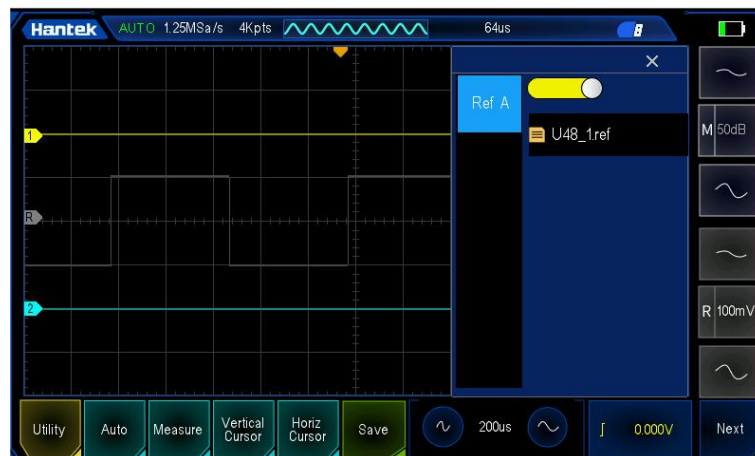 Hantek AUTO 1.25MSa/s 4Kpts 64us
Ref A
U48_1.ref
1
R
2
M 50dB
R 100mV
Utility
Auto
Measure
Vertical
Cursor
Horiz
Cursor
Save
200us
0.000V
Next